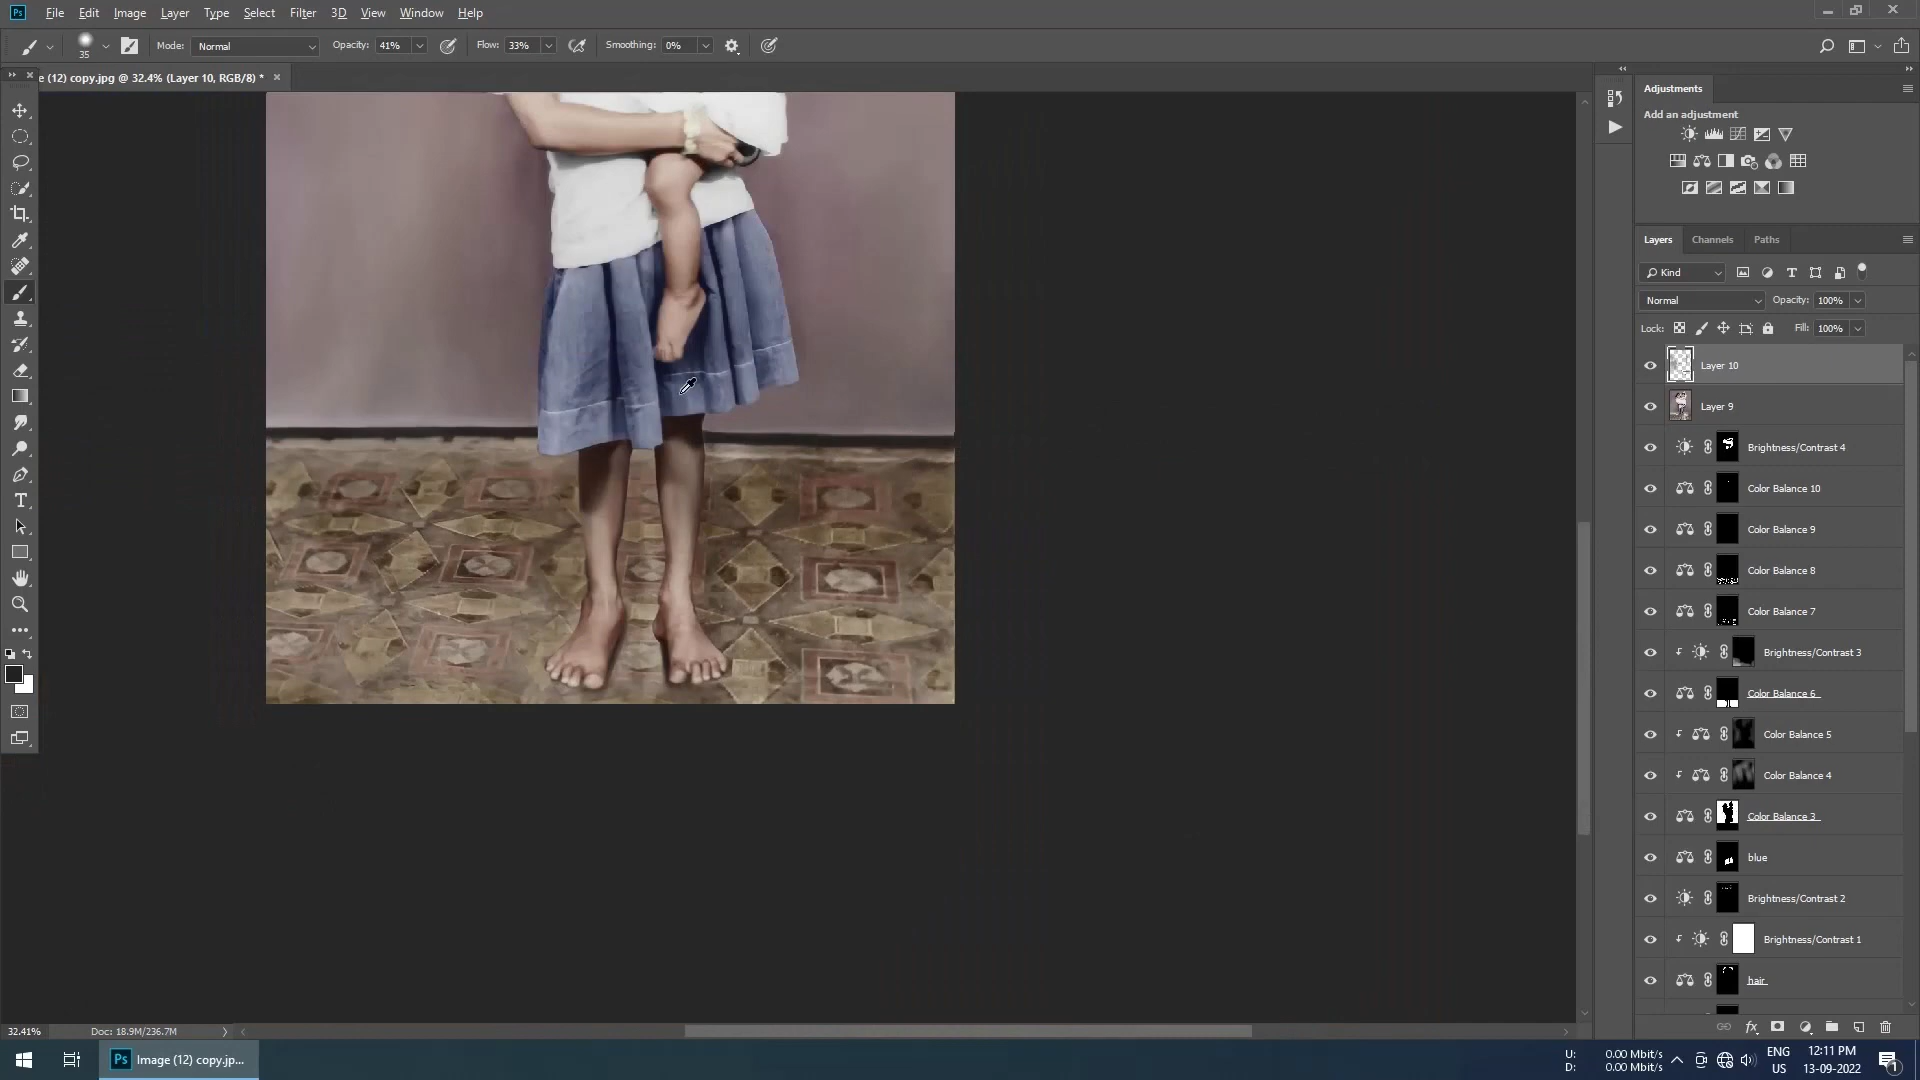 Ps File Edit Image Layer Type Select Filter 3D View Window Help
35 Mode: Normal Opacity: 41% Flow: 33% Smoothing: 0%
e (12) copy.jpg @ 32.4% (Layer 10, RGB/8) *
Adjustments
Add an adjustment
Layers Channels Paths
Kind
Normal Opacity: 100%
Lock: Fill: 100%
Layer 10
Layer 9
Brightness/Contrast 4
Color Balance 10
Color Balance 9
Color Balance 8
Color Balance 7
Brightness/Contrast 3
Color Balance 6
Color Balance 5
Color Balance 4
Color Balance 3
blue
Brightness/Contrast 2
Brightness/Contrast 1
hair
fx
32.41% Doc: 18.9M/236.7M
Ps Image (12) copy.jp...
U: 0.00 Mbit/s
D: 0.00 Mbit/s
ENG
US
12:11 PM
13-09-2022
1